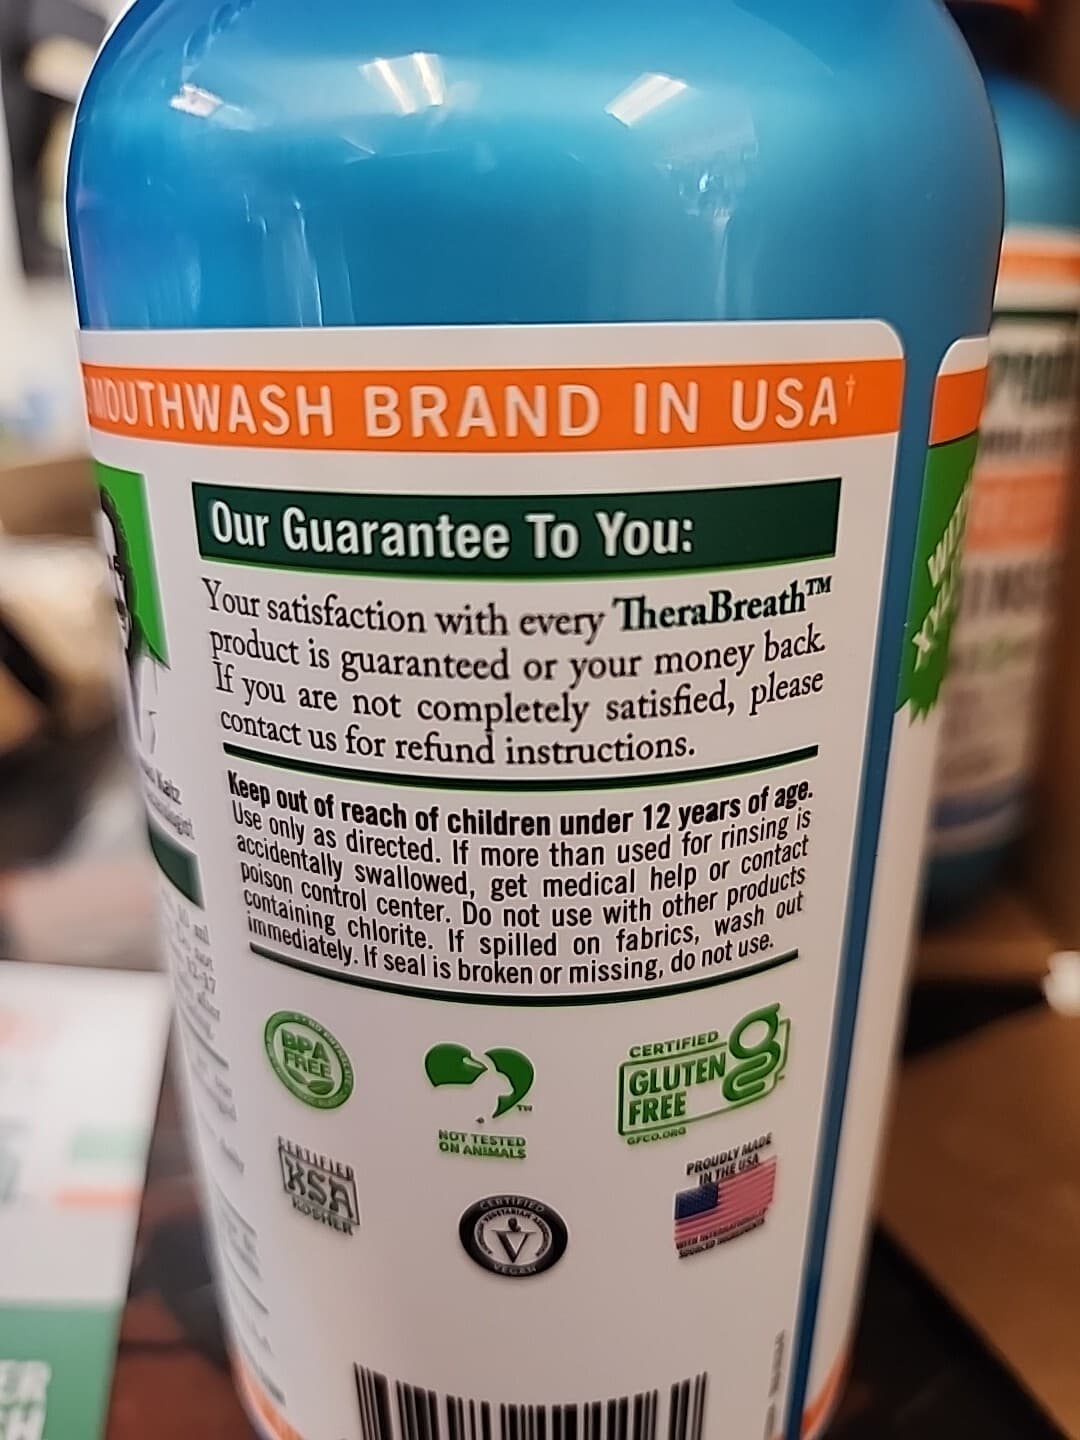 MOUTHWASH BRAND IN USA†
Our Guarantee To You:
Your satisfaction with every TheraBreath™
product is guaranteed or your money back.
If you are not completely satisfied, please
contact us for refund instructions.
Keep out of reach of children under 12 years of age.
Use only as directed. If more than used for rinsing is
accidentally swallowed, get medical help or contact
poison control center. Do not use with other products
containing chlorite. If spilled on fabrics, wash out
immediately. If seal is broken or missing, do not use.
Katz
BPA
FREE
NOT TESTED
ON ANIMALS
TM
CERTIFIED
GLUTEN
FREE
GFCO.ORG
CERTIFIED
KSA
KOSHER
CERTIFIED
VEGETARIAN
V
VEGAN
PROUDLY MADE
IN THE USA